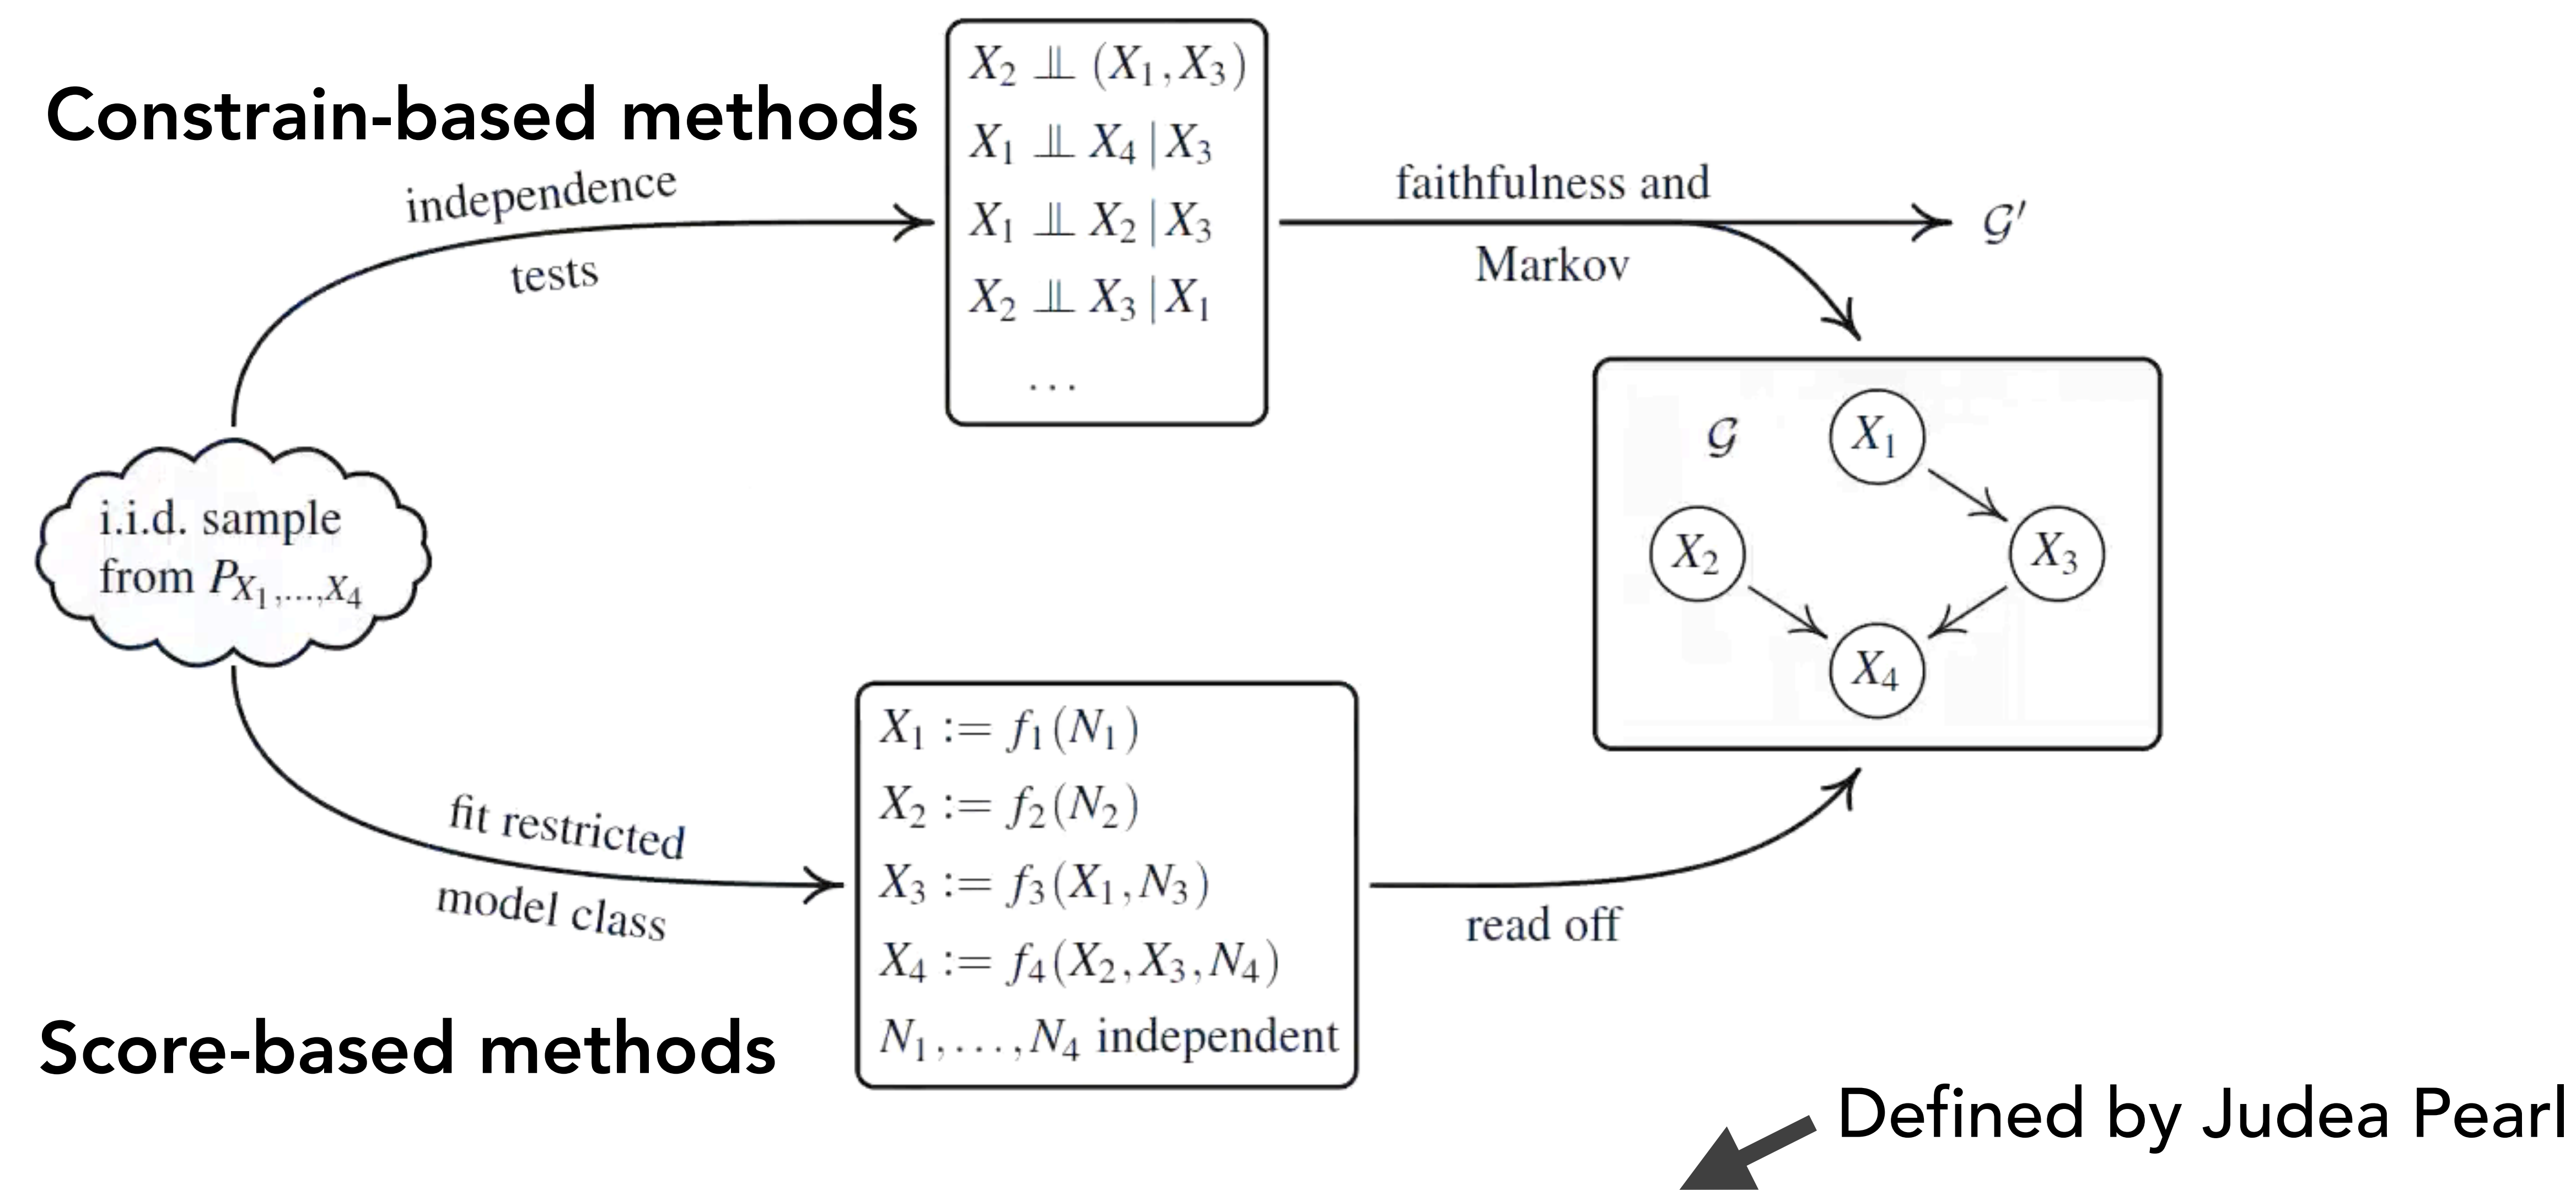 Constrain-based methods
independence
tests
X₂ ⫫ (X₁, X₃)
X₁ ⫫ X₄ | X₃
X₁ ⫫ X₂ | X₃
X₂ ⫫ X₃ | X₁
...
faithfulness and
Markov
𝒢′
i.i.d. sample
from P_{X₁,...,X₄}
𝒢
X₁
X₂
X₃
X₄
fit restricted
model class
X₁ := f₁(N₁)
X₂ := f₂(N₂)
X₃ := f₃(X₁, N₃)
X₄ := f₄(X₂, X₃, N₄)
N₁, ..., N₄ independent
read off
Score-based methods
Defined by Judea Pearl